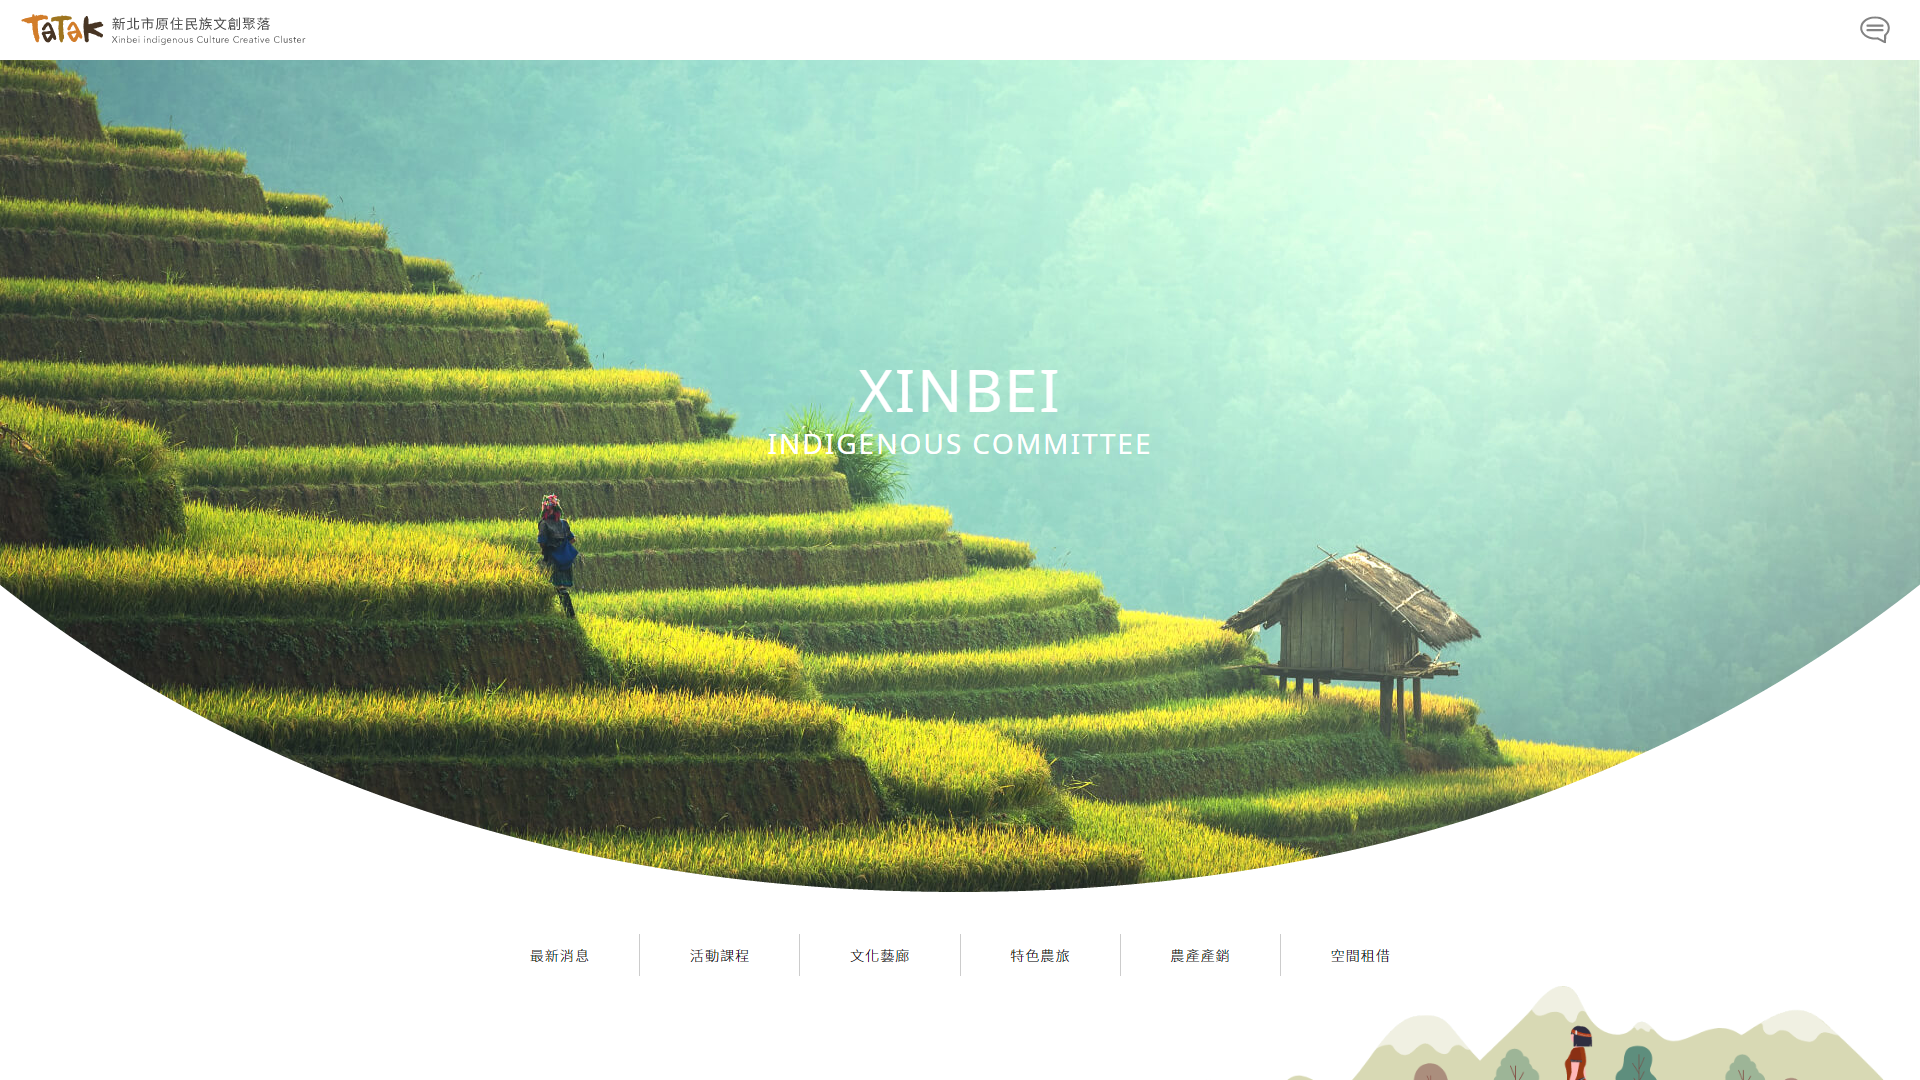 TaTak 新北市原住民族文創聚落
Xinbei indigenous Culture Creative Cluster
XINBEI
INDIGENOUS COMMITTEE
最新消息 活動課程 文化藝廊 特色農旅 農產產銷 空間租借